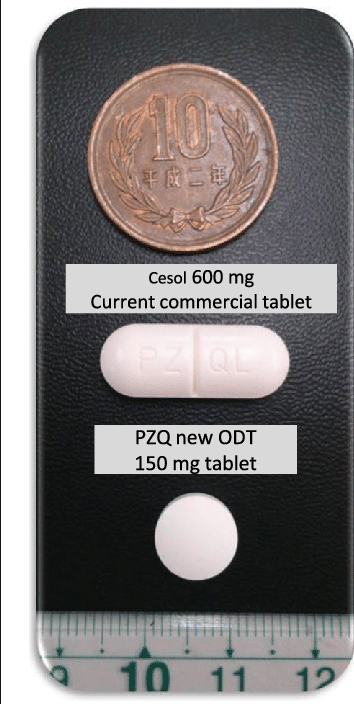 10
平成二年
Cesol 600 mg
Current commercial tablet
PZ QL
PZQ new ODT
150 mg tablet
9 10 11 12